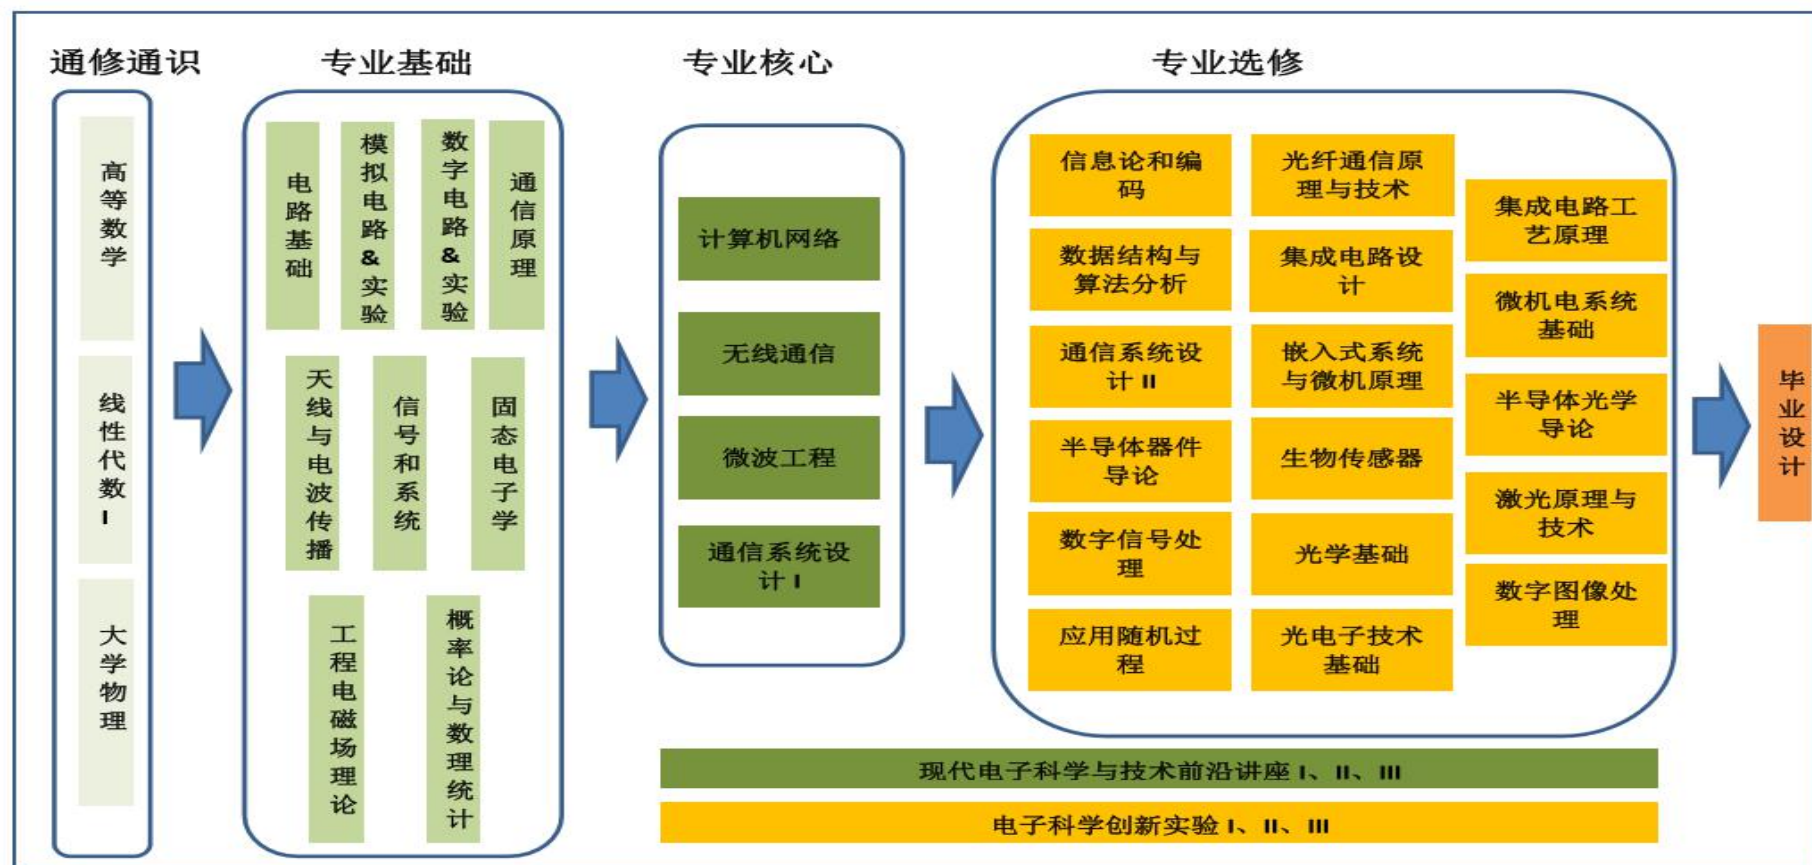 通修通识
专业基础
专业核心
专业选修
高等数学
线性代数 I
大学物理
电路基础
模拟电路&实验
数字电路&实验
通信原理
天线与电波传播
信号和系统
固态电子学
工程电磁场理论
概率论与数理统计
计算机网络
无线通信
微波工程
通信系统设
计 I
信息论和编
码
数据结构与
算法分析
通信系统设
计 II
半导体器件
导论
数字信号处
理
应用随机过
程
光纤通信原
理与技术
集成电路设
计
嵌入式系统
与微机原理
生物传感器
光学基础
光电子技术
基础
集成电路工
艺原理
微机电系统
基础
半导体光学
导论
激光原理与
技术
数字图像处
理
毕业设计
现代电子科学与技术前沿讲座 I、II、III
电子科学创新实验 I、II、III